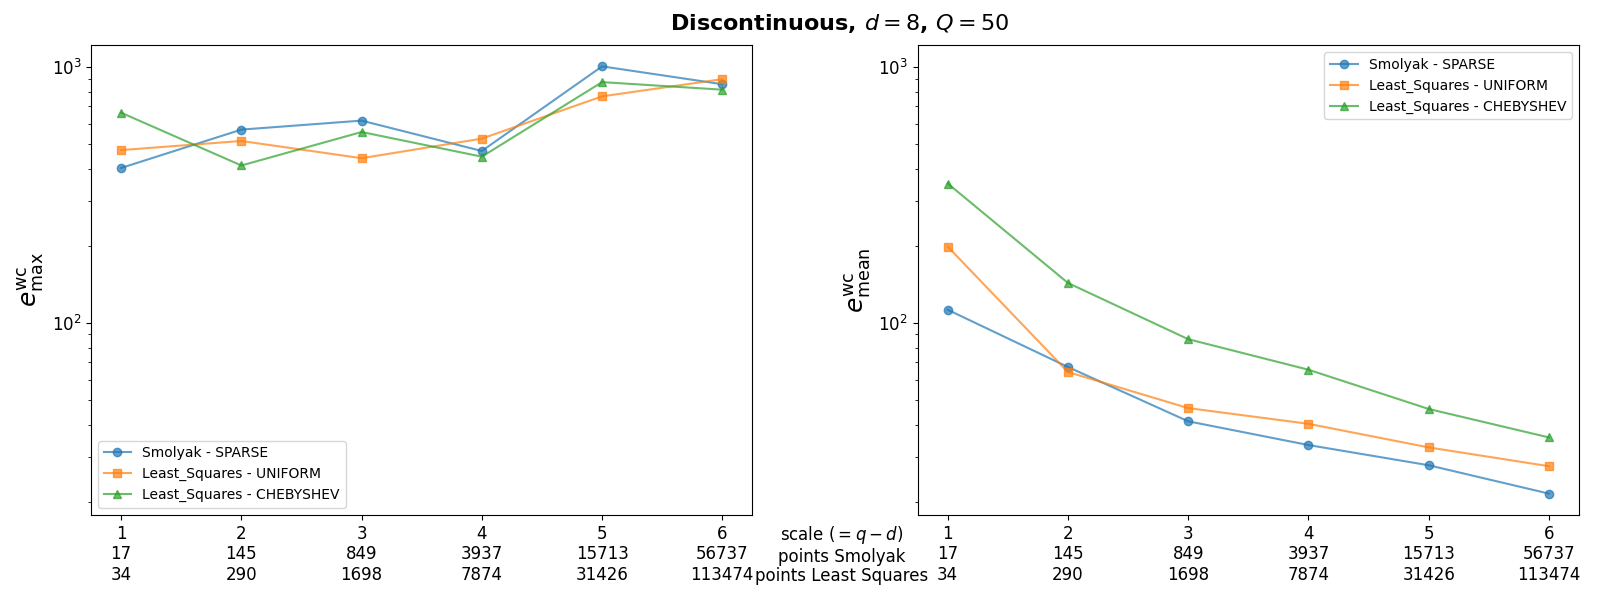 Discontinuous, d = 8, Q = 50
10³
10²
e^wc_max
Smolyak - SPARSE
Least_Squares - UNIFORM
Least_Squares - CHEBYSHEV
1 2 3 4 5 6
17 145 849 3937 15713 56737
34 290 1698 7874 31426 113474
scale (= q − d)
points Smolyak
points Least Squares
10³
10²
e^wc_mean
Smolyak - SPARSE
Least_Squares - UNIFORM
Least_Squares - CHEBYSHEV
1 2 3 4 5 6
17 145 849 3937 15713 56737
34 290 1698 7874 31426 113474